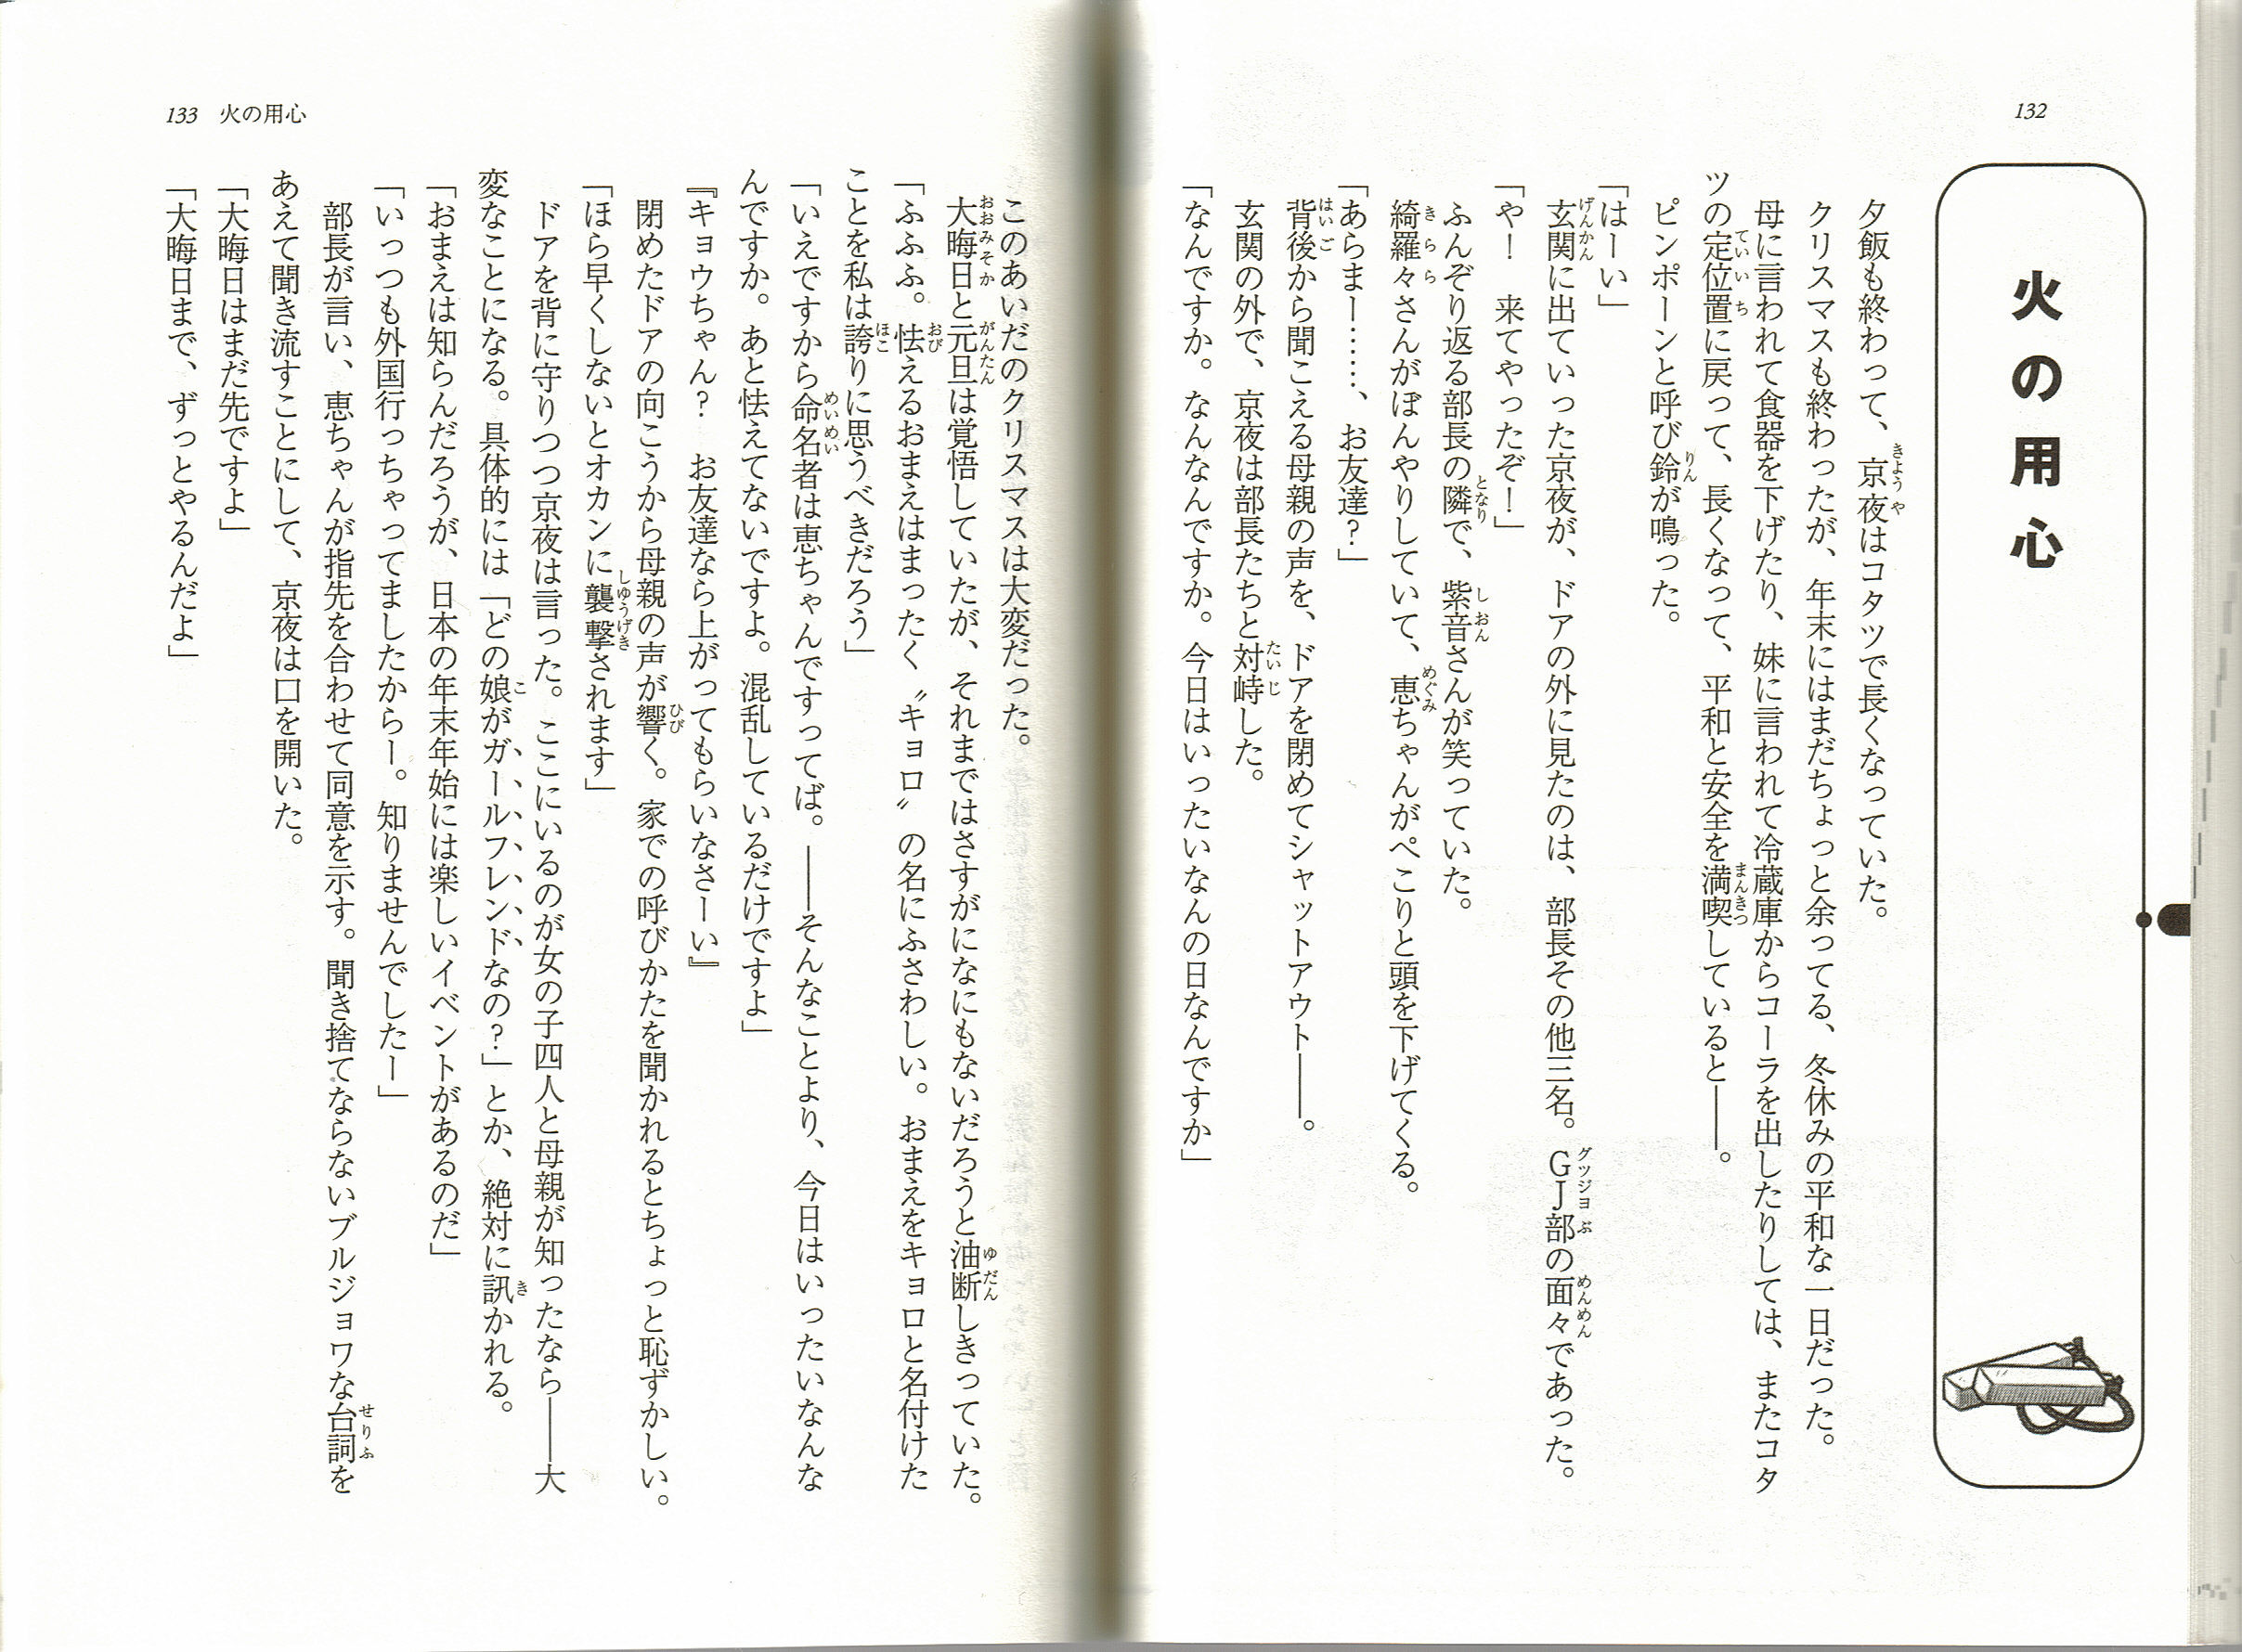 132
火の用心
夕飯も終わって、京夜はコタツで長くなっていた。
クリスマスも終わったが、年末にはまだちょっと余ってる、冬休みの平和な一日だった。
母に言われて食器を下げたり、妹に言われて冷蔵庫からコーラを出したりしては、またコタ
ツの定位置に戻って、長くなって、平和と安全を満喫していると――。
ピンポーンと呼び鈴が鳴った。
「はーい」
玄関に出ていった京夜が、ドアの外に見たのは、部長その他三名。GJ部の面々であった。
「や！　来てやったぞ！」
ふんぞり返る部長の隣で、紫音さんが笑っていた。
綺羅々さんがぼんやりしていて、恵ちゃんがぺこりと頭を下げてくる。
「あらまー……、お友達？」
背後から聞こえる母親の声を、ドアを閉めてシャットアウト――。
玄関の外で、京夜は部長たちと対峙した。
「なんですか。なんなんですか。今日はいったいなんの日なんですか」
133　火の用心
このあいだのクリスマスは大変だった。
大晦日と元旦は覚悟していたが、それまではさすがになにもないだろうと油断しきっていた。
「ふふふ。怯えるおまえはまったく〝キョロ〟の名にふさわしい。おまえをキョロと名付けた
ことを私は誇りに思うべきだろう」
「いえですから命名者は恵ちゃんですってば。――そんなことより、今日はいったいなんな
んですか。あと怯えてないですよ。混乱しているだけですよ」
『キョウちゃん？　お友達なら上がってもらいなさーい』
閉めたドアの向こうから母親の声が響く。家での呼びかたを聞かれるとちょっと恥ずかしい。
「ほら早くしないとオカンに襲撃されます」
ドアを背に守りつつ京夜は言った。ここにいるのが女の子四人と母親が知ったなら――大
変なことになる。具体的には「どの娘がガールフレンドなの？」とか、絶対に訊かれる。
「おまえは知らんだろうが、日本の年末年始には楽しいイベントがあるのだ」
「いっつも外国行っちゃってましたからー。知りませんでしたー」
部長が言い、恵ちゃんが指先を合わせて同意を示す。聞き捨てならないブルジョワな台詞を
あえて聞き流すことにして、京夜は口を開いた。
「大晦日はまだ先ですよ」
「大晦日まで、ずっとやるんだよ」